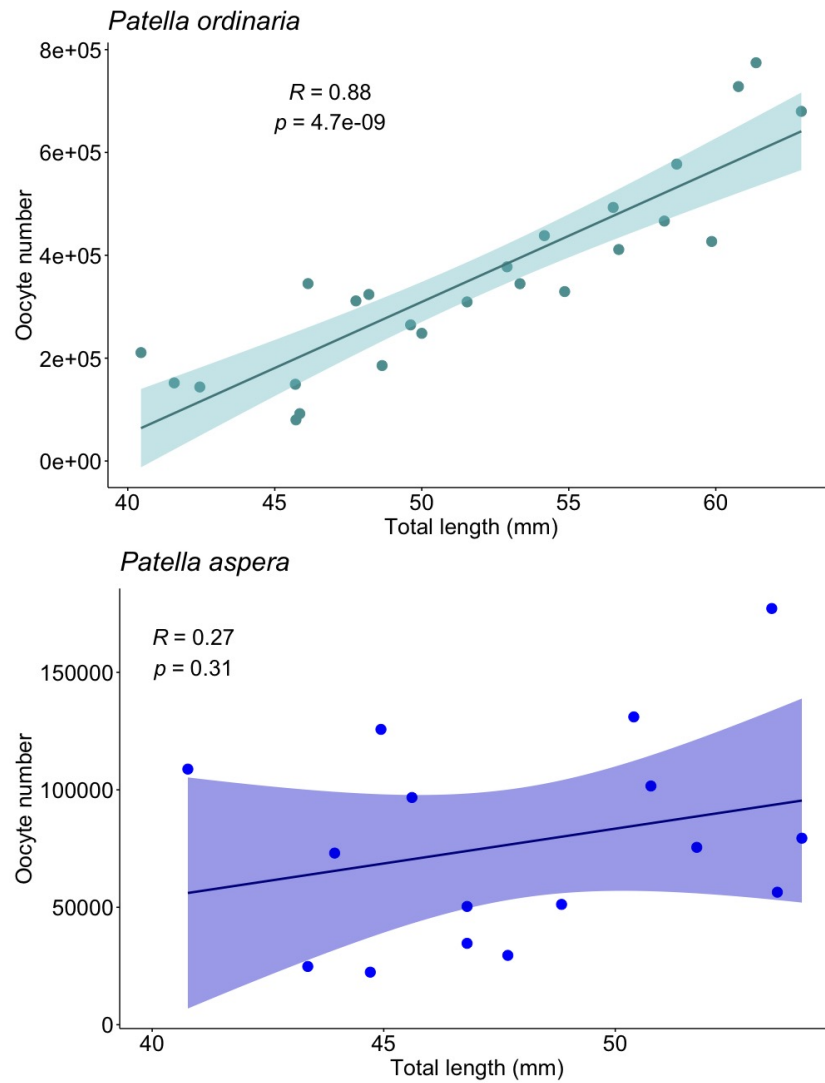 Patella ordinaria
8e+05
R = 0.88
p = 4.7e-09
6e+05
Oocyte number
4e+05
2e+05
0e+00
40 45 50 55 60
Total length (mm)
Patella aspera
R = 0.27
p = 0.31
150000
Oocyte number
100000
50000
0
40 45 50
Total length (mm)